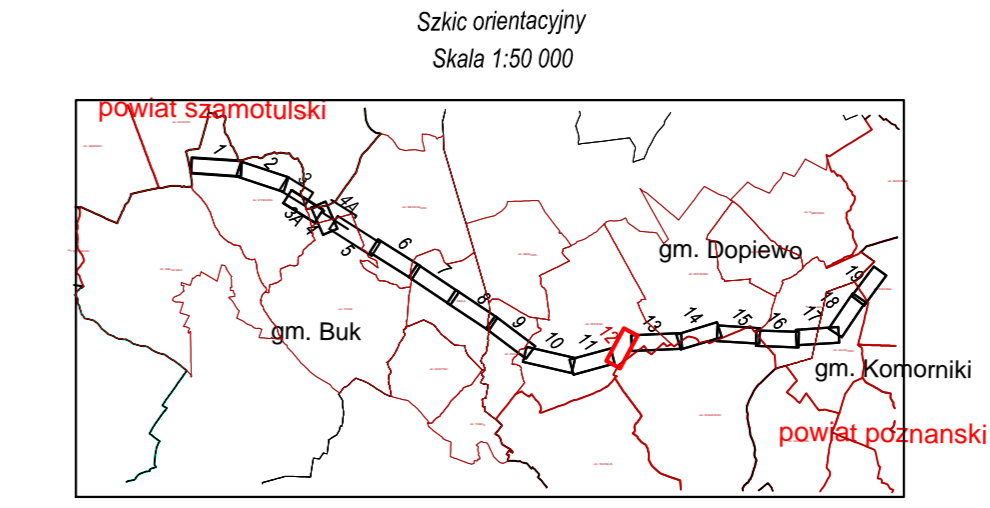 Szkic orientacyjny
Skala 1:50 000
powiat szamotulski
1
2
3
3A
4
4A
5
6
7
8
9
10
11
12
13
14
15
16
17
18
19
gm. Dopiewo
gm. Buk
gm. Komorniki
powiat poznanski